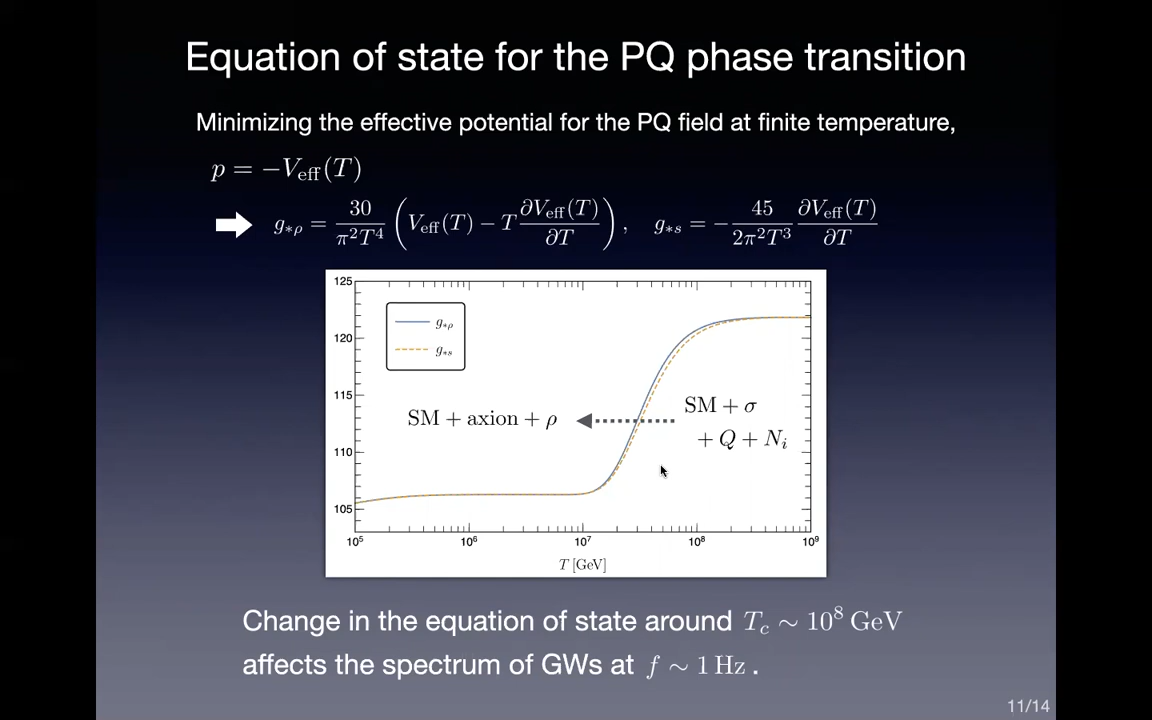 Equation of state for the PQ phase transition
Minimizing the effective potential for the PQ field at finite temperature,
p = −V_eff(T)
g_{*ρ} = 30/(π²T⁴) (V_eff(T) − T ∂V_eff(T)/∂T), g_{*s} = − 45/(2π²T³) ∂V_eff(T)/∂T
125
120
115
110
105
g_{*ρ}
g_{*s}
SM + axion + ρ
SM + σ
+ Q + N_i
10⁵ 10⁶ 10⁷ 10⁸ 10⁹
T [GeV]
Change in the equation of state around T_c ∼ 10⁸ GeV
affects the spectrum of GWs at f ∼ 1 Hz .
11/14